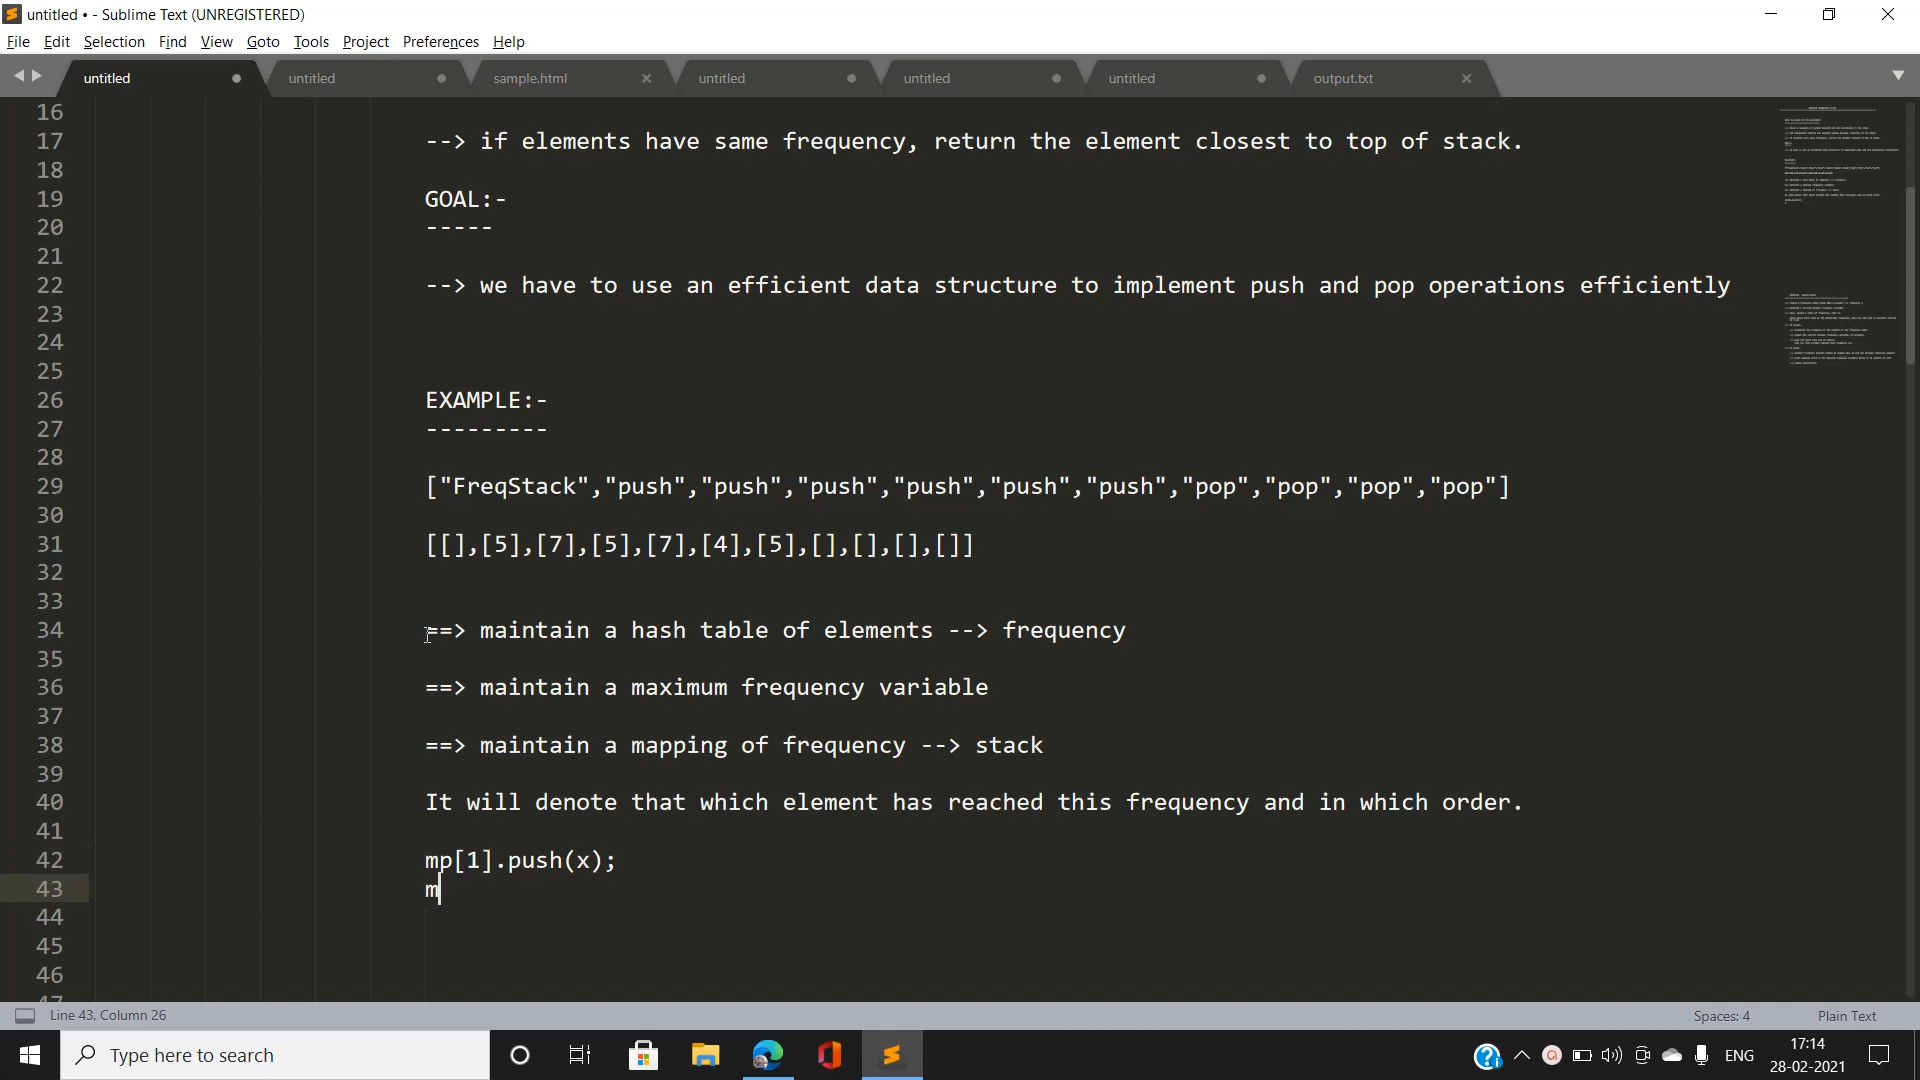 untitled • - Sublime Text (UNREGISTERED)
File Edit Selection Find View Goto Tools Project Preferences Help
untitled untitled sample.html untitled untitled untitled output.txt
16
17 --> if elements have same frequency, return the element closest to top of stack.
18
19 GOAL:-
20 -----
21
22 --> we have to use an efficient data structure to implement push and pop operations efficiently
23
24
25
26 EXAMPLE:-
27 ---------
28
29 ["FreqStack","push","push","push","push","push","push","pop","pop","pop","pop"]
30
31 [[],[5],[7],[5],[7],[4],[5],[],[],[],[]]
32
33
34 ==> maintain a hash table of elements --> frequency
35
36 ==> maintain a maximum frequency variable
37
38 ==> maintain a mapping of frequency --> stack
39
40 It will denote that which element has reached this frequency and in which order.
41
42 mp[1].push(x);
43 m
44
45
46
47
Line 43, Column 26 Spaces: 4 Plain Text
Type here to search ENG 17:14
28-02-2021